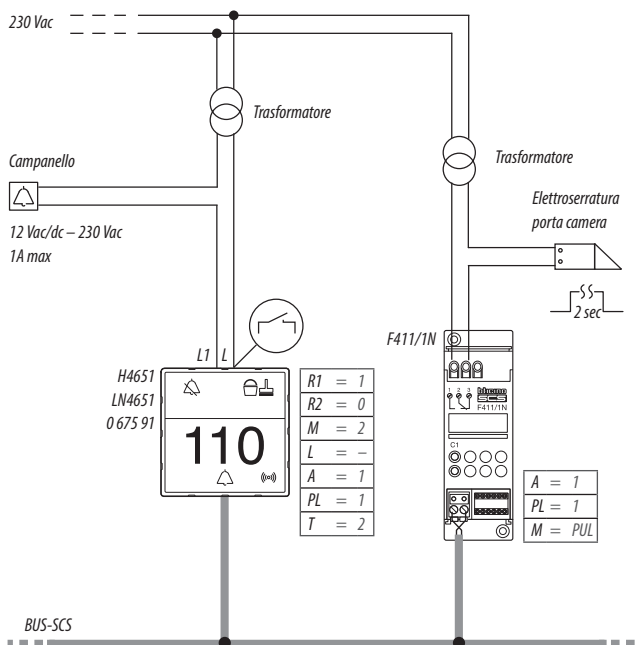 230 Vac
Trasformatore
Trasformatore
Campanello
12 Vac/dc – 230 Vac
1A max
Elettroserratura
porta camera
2 sec
F411/1N
L1 L
H4651
LN4651
0 675 91
110
R1 = 1
R2 = 0
M = 2
L = –
A = 1
PL = 1
T = 2
1 2 3
bticino
F411/1N
C1
A = 1
PL = 1
M = PUL
BUS-SCS